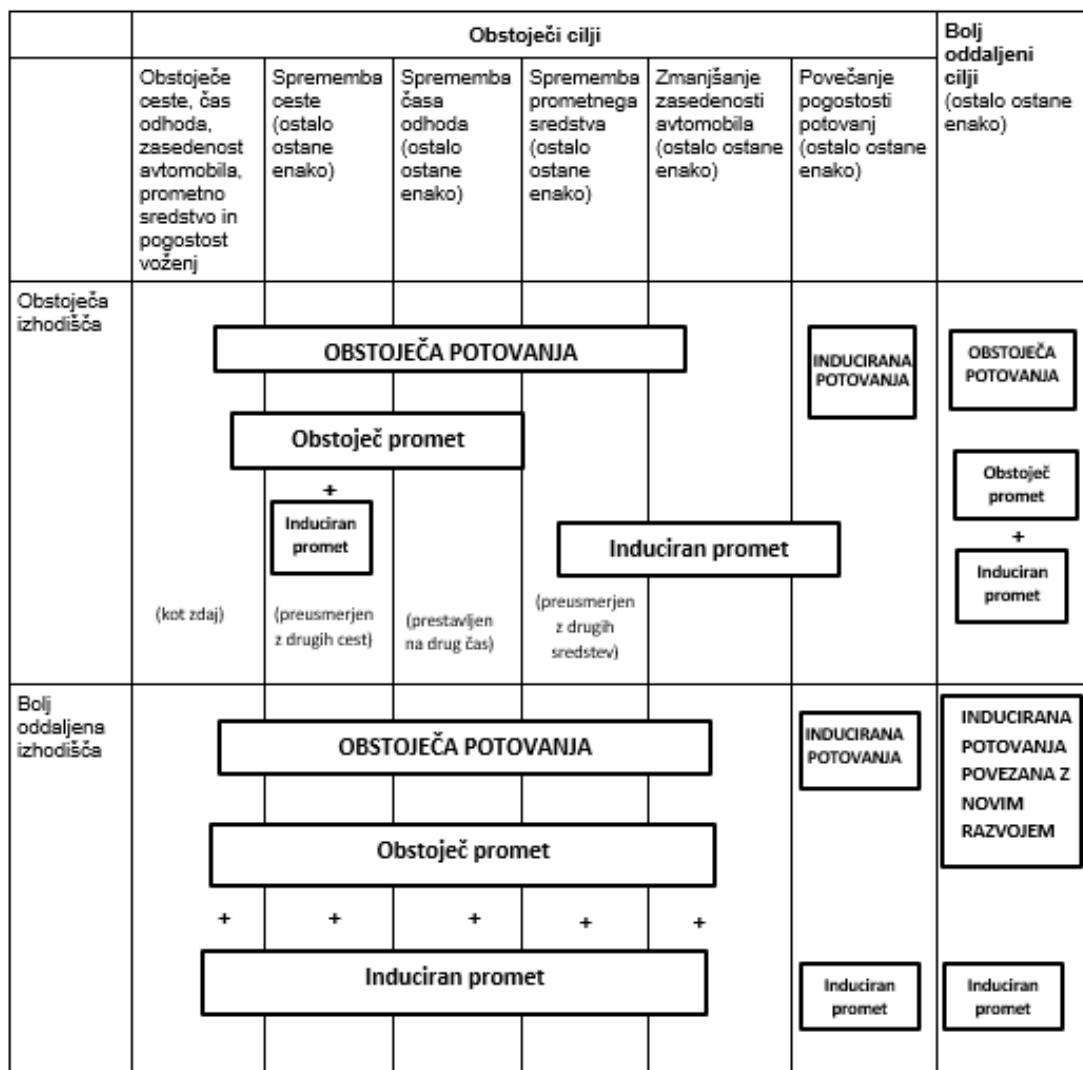 Obstoječi cilji
Bolj
oddaljeni
cilji
(ostalo ostane
enako)
Obstoječe
ceste, čas
odhoda,
zasedenost
avtomobila,
prometno
sredstvo in
pogostost
voženj
Sprememba
ceste
(ostalo
ostane
enako)
Sprememba
časa
odhoda
(ostalo
ostane
enako)
Sprememba
prometnega
sredstva
(ostalo
ostane
enako)
Zmanjšanje
zasedenosti
avtomobila
(ostalo ostane
enako)
Povečanje
pogostosti
potovanj
(ostalo ostane
enako)
Obstoječa
izhodišča
OBSTOJEČA POTOVANJA
INDUCIRANA
POTOVANJA
OBSTOJEČA
POTOVANJA
Obstoječ promet
+
Induciran
promet
Induciran promet
Obstoječ
promet
+
Induciran
promet
(kot zdaj)
(preusmerjen
z drugih cest)
(prestavljen
na drug čas)
(preusmerjen
z drugih
sredstev)
Bolj
oddaljena
izhodišča
OBSTOJEČA POTOVANJA
INDUCIRANA
POTOVANJA
INDUCIRANA
POTOVANJA
POVEZANA Z
NOVIM
RAZVOJEM
Obstoječ promet
+ + + + +
Induciran promet
Induciran
promet
Induciran
promet